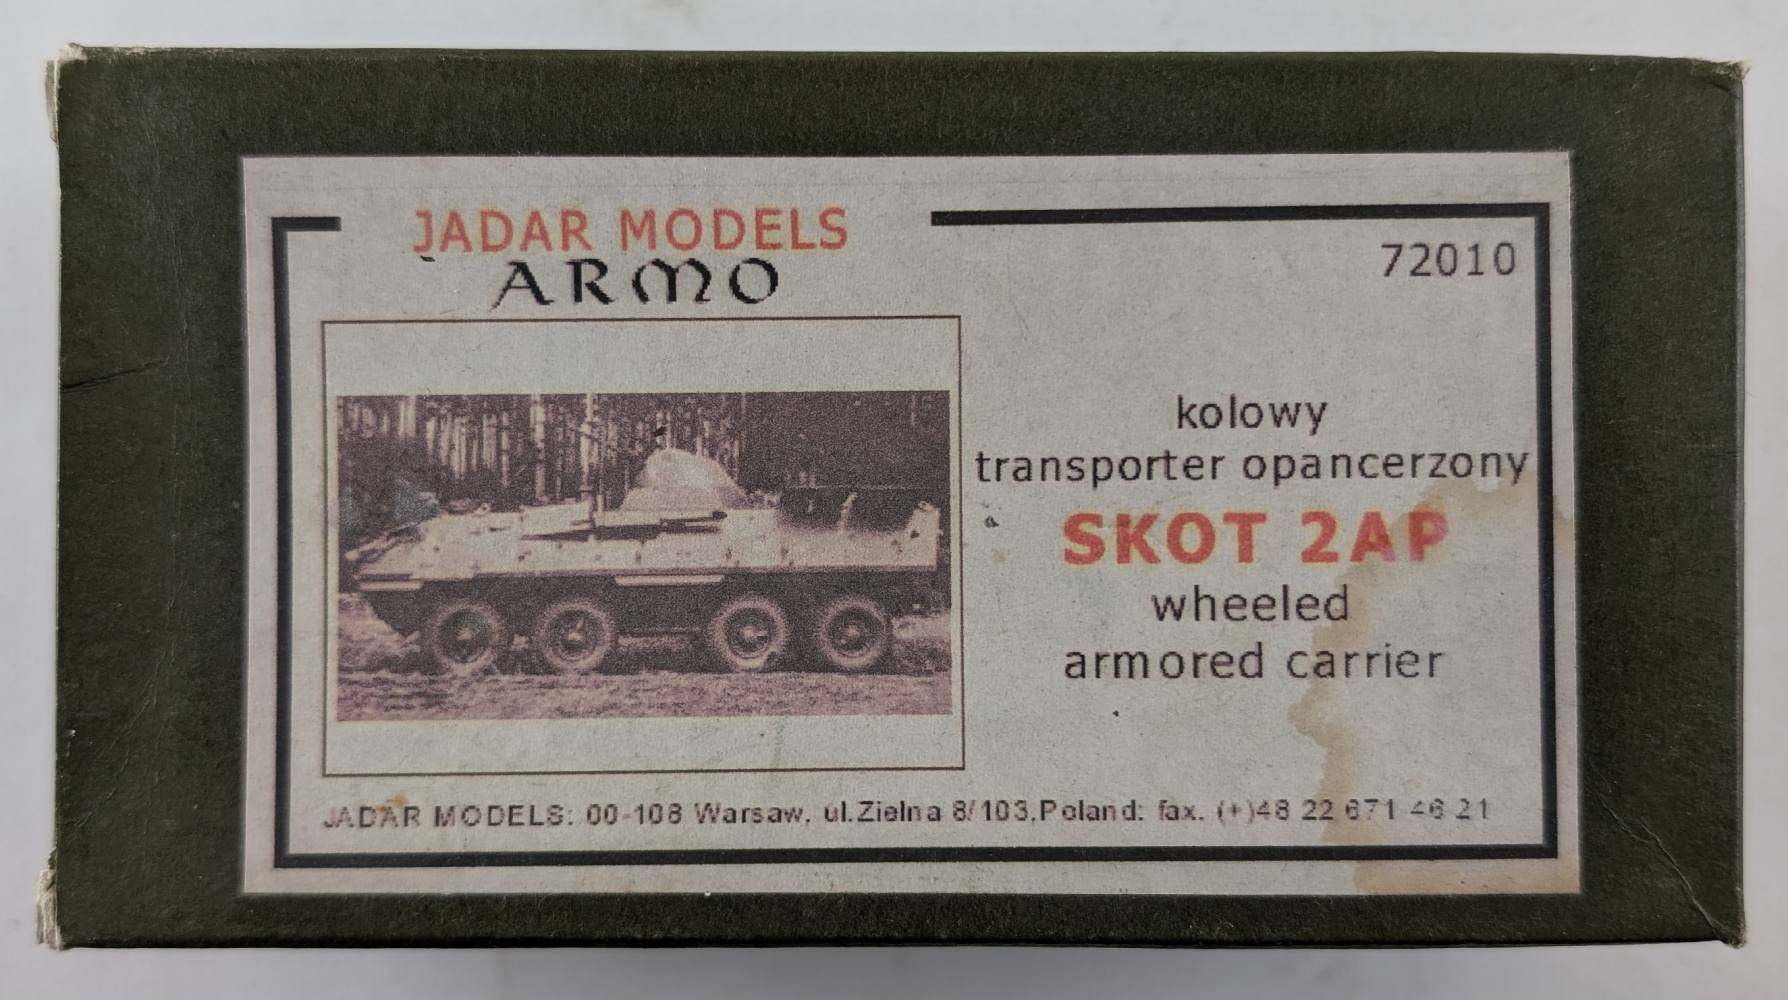 JADAR MODELS
ARMO
72010
kolowy
transporter opancerzony
SKOT 2AP
wheeled
armored carrier
JADAR MODELS: 00-108 Warsaw, ul.Zielna 8/103,Poland: fax. (+)48 22 671 46 21